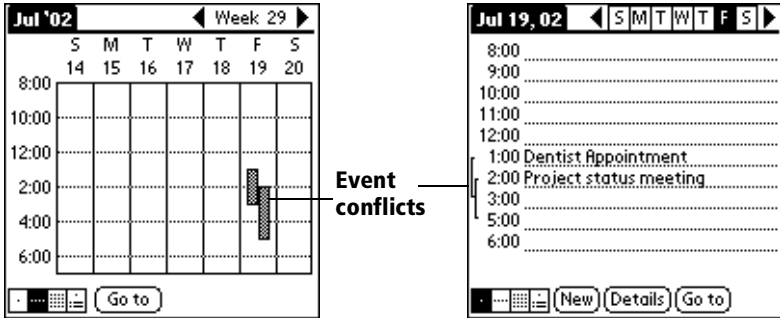 Jul '02 Week 29
S M T W T F S
14 15 16 17 18 19 20
8:00
10:00
12:00
2:00
4:00
6:00
Go to
Event
conflicts
Jul 19, 02 S M T W T F S
8:00
9:00
10:00
11:00
12:00
1:00 Dentist Appointment
2:00 Project status meeting
3:00
5:00
6:00
New Details Go to